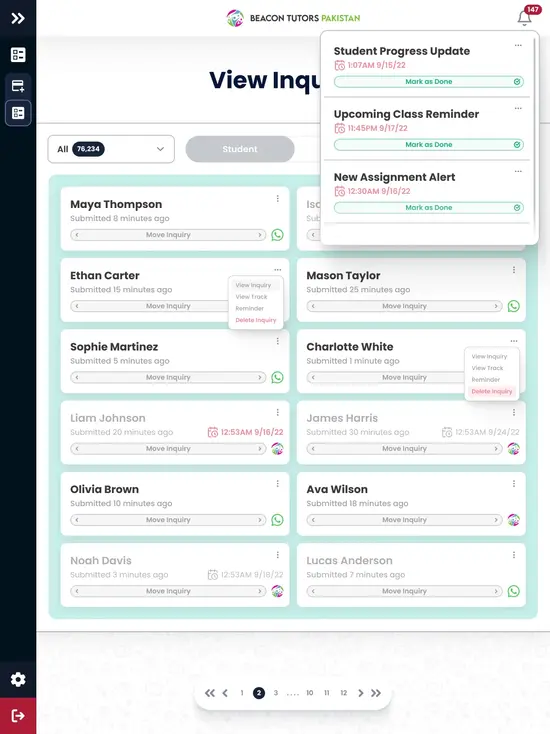 BEACON TUTORS PAKISTAN
147
View Inqu
Student Progress Update
1:07AM 9/15/22
Mark as Done
Upcoming Class Reminder
11:45PM 9/17/22
Mark as Done
New Assignment Alert
12:30AM 9/16/22
Mark as Done
All 76,234
Student
Maya Thompson
Submitted 8 minutes ago
Move Inquiry
Isa
Subm
Ethan Carter
Submitted 15 minutes ago
Move Inquiry
View Inquiry
View Track
Reminder
Delete Inquiry
Mason Taylor
Submitted 25 minutes ago
Move Inquiry
Sophie Martinez
Submitted 5 minutes ago
Move Inquiry
Charlotte White
Submitted 1 minute ago
Move Inquiry
View Inquiry
View Track
Reminder
Delete Inquiry
Liam Johnson
Submitted 20 minutes ago 12:53AM 9/16/22
Move Inquiry
James Harris
Submitted 30 minutes ago 12:53AM 9/24/22
Move Inquiry
Olivia Brown
Submitted 10 minutes ago
Move Inquiry
Ava Wilson
Submitted 18 minutes ago
Move Inquiry
Noah Davis
Submitted 3 minutes ago 12:53AM 9/16/22
Move Inquiry
Lucas Anderson
Submitted 7 minutes ago
Move Inquiry
1 2 3 .... 10 11 12